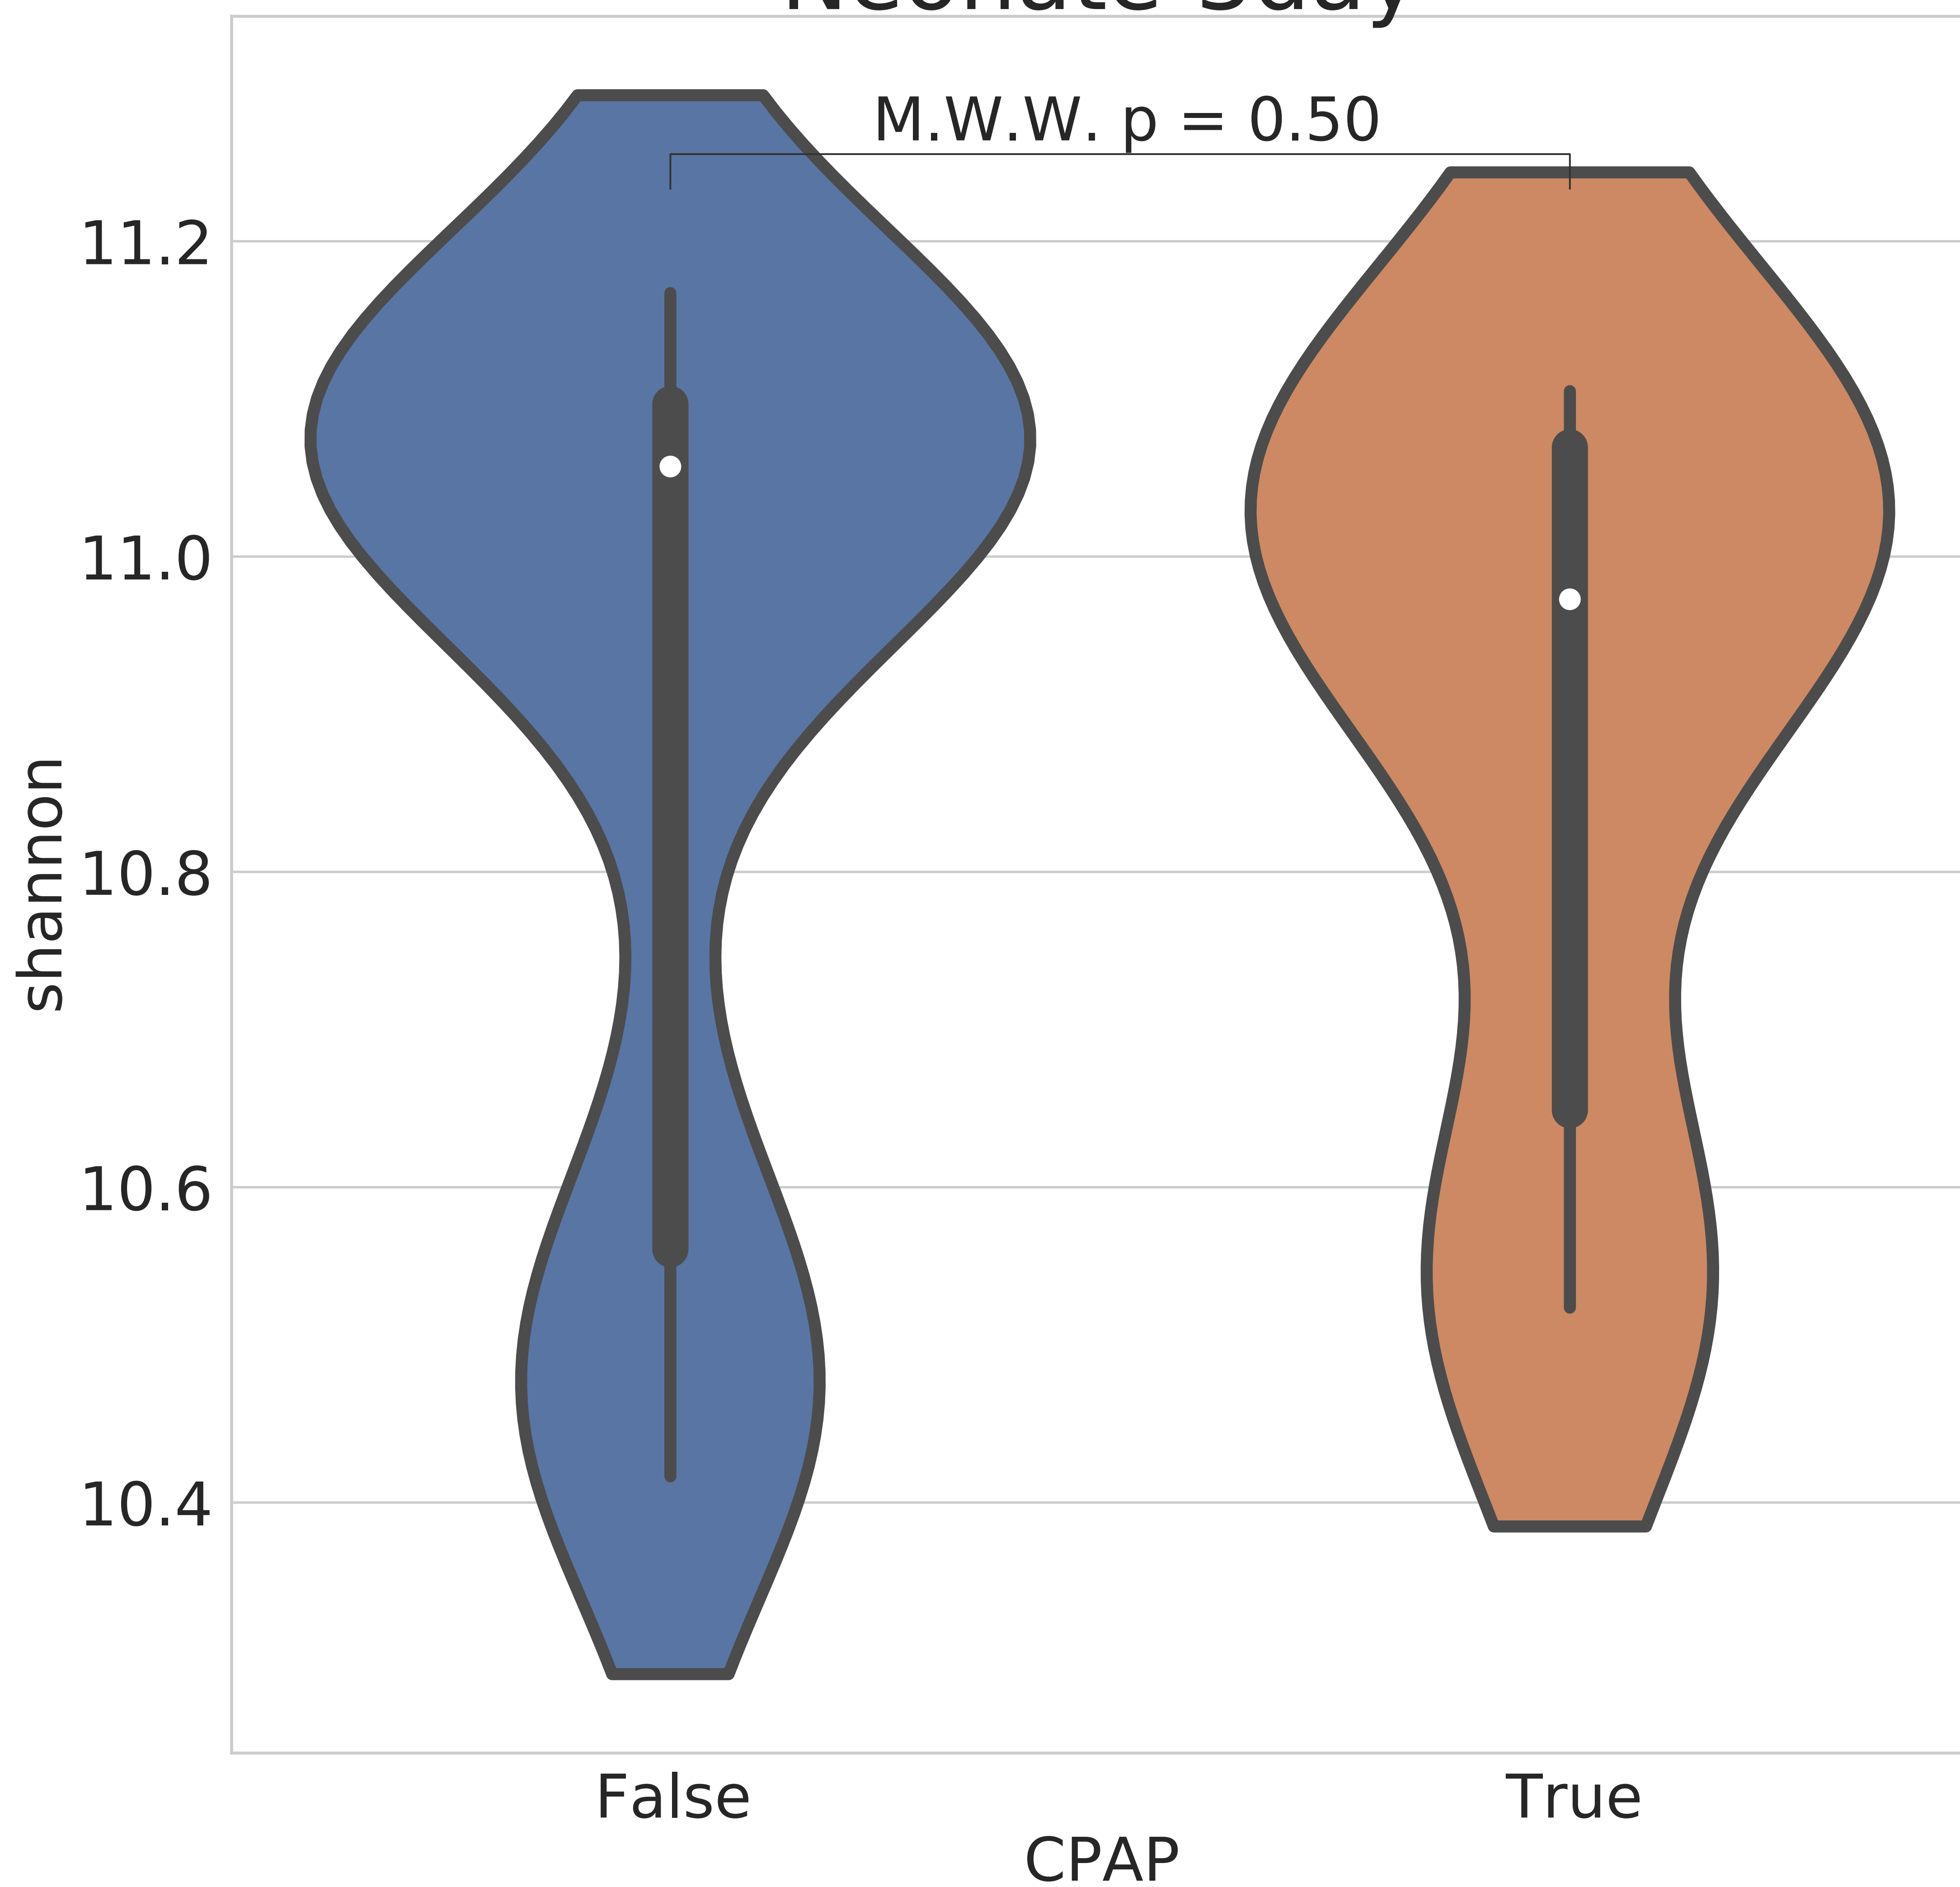 M.W.W. p = 0.50
11.2
11.0
10.8
10.6
10.4
shannon
False
True
CPAP